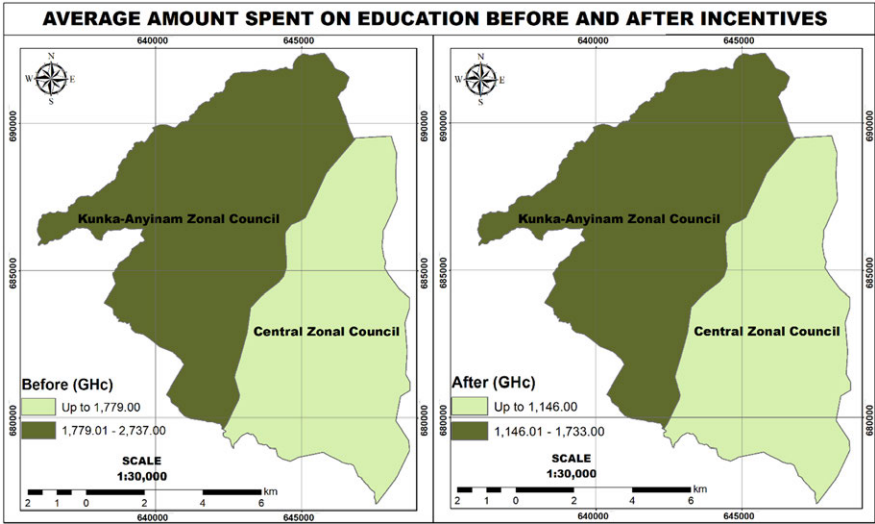 AVERAGE AMOUNT SPENT ON EDUCATION BEFORE AND AFTER INCENTIVES
640000 645000
N
W E
S
690000 690000
Kunka-Anyinam Zonal Council
685000 685000
Central Zonal Council
Before (GHc)
Up to 1,779.00
1,779.01 - 2,737.00
680000 680000
SCALE
1:30,000
km
2 1 0 2 4 6
640000 645000
640000 645000
N
W E
S
690000 690000
Kunka-Anyinam Zonal Council
685000 685000
Central Zonal Council
After (GHc)
Up to 1,146.00
1,146.01 - 1,733.00
680000 680000
SCALE
1:30,000
km
2 1 0 2 4 6
640000 645000